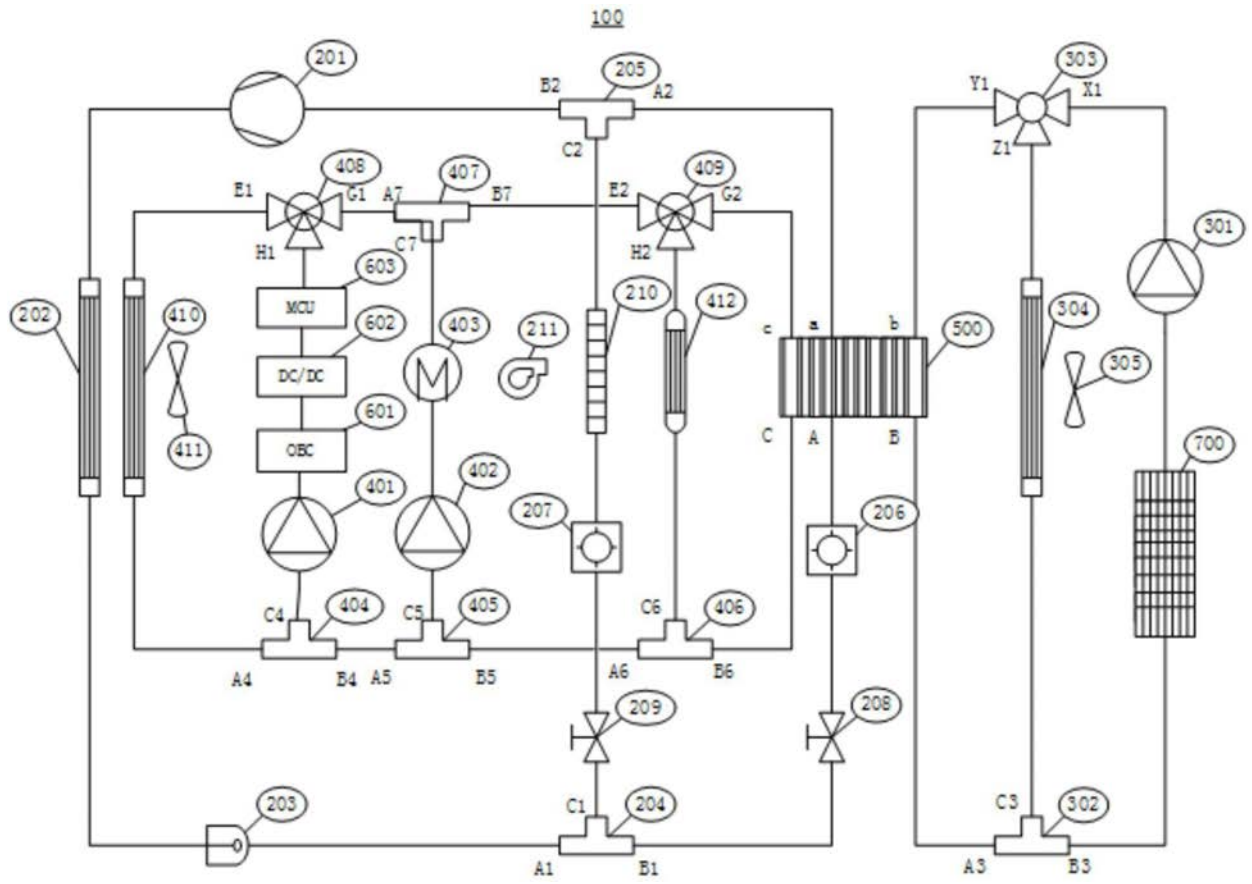 100
201
B2
205
A2
Y1
303
X1
C2
Z1
408
407
409
E1
G1
A7
B7
E2
G2
H1
C7
H2
301
603
MCU
202
410
602
DC/DC
403
211
210
412
c
a
b
500
304
305
411
601
OBC
C
A
B
700
401
402
207
206
C4
404
C5
405
C6
406
A4
B4
A5
B5
A6
B6
209
208
203
C1
204
C3
302
A1
B1
A3
B3